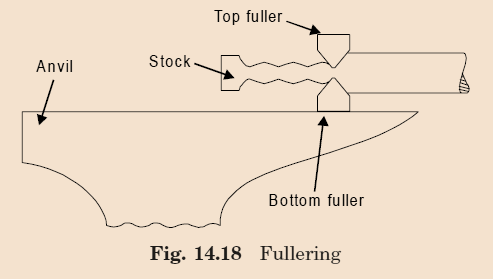 Top fuller
Stock
Anvil
Bottom fuller
Fig. 14.18 Fullering